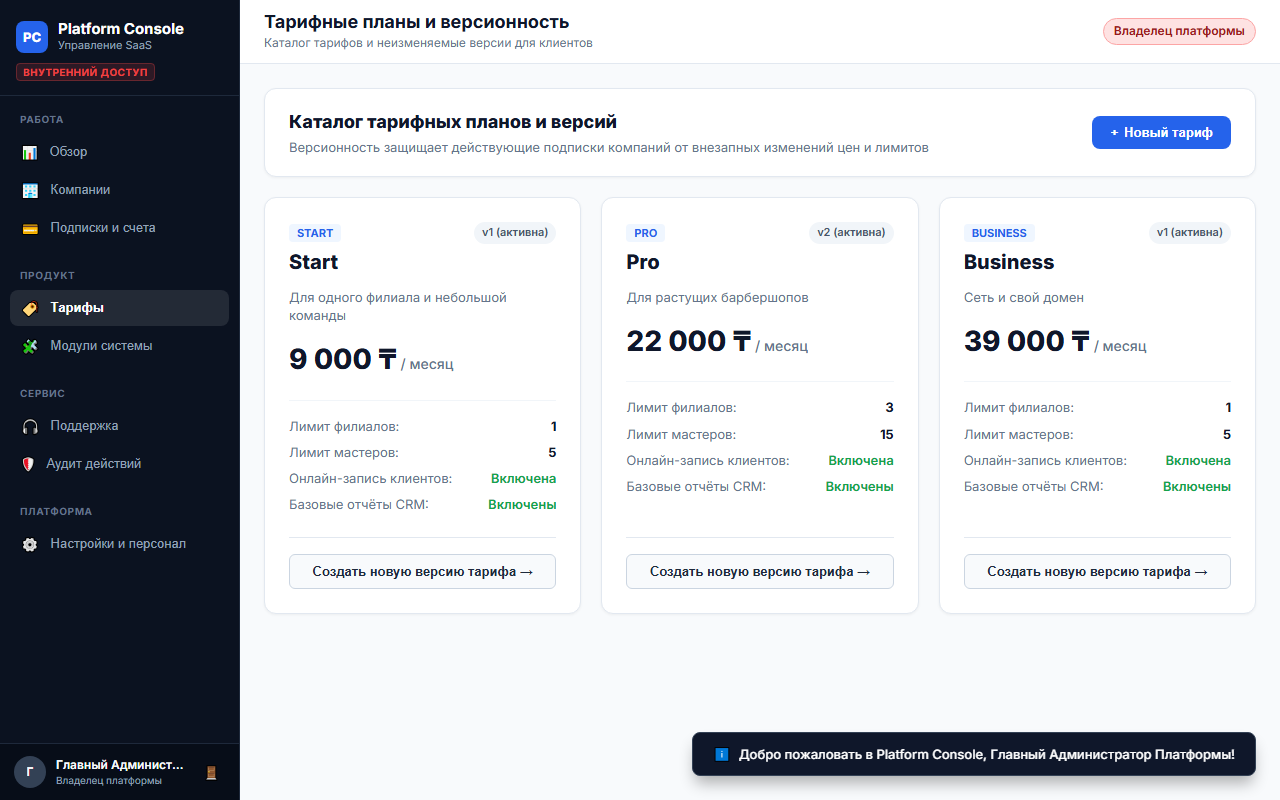 PC
Platform Console
Управление SaaS
ВНУТРЕННИЙ ДОСТУП
РАБОТА
Обзор
Компании
Подписки и счета
ПРОДУКТ
Тарифы
Модули системы
СЕРВИС
Поддержка
Аудит действий
ПЛАТФОРМА
Настройки и персонал
Г
Главный Админист...
Владелец платформы
Тарифные планы и версионность
Каталог тарифов и неизменяемые версии для клиентов
Владелец платформы
Каталог тарифных планов и версий
Версионность защищает действующие подписки компаний от внезапных изменений цен и лимитов
+ Новый тариф
START
v1 (активна)
Start
Для одного филиала и небольшой
команды
9 000 ₸ / месяц
Лимит филиалов: 1
Лимит мастеров: 5
Онлайн-запись клиентов: Включена
Базовые отчёты CRM: Включены
Создать новую версию тарифа →
PRO
v2 (активна)
Pro
Для растущих барбершопов
22 000 ₸ / месяц
Лимит филиалов: 3
Лимит мастеров: 15
Онлайн-запись клиентов: Включена
Базовые отчёты CRM: Включены
Создать новую версию тарифа →
BUSINESS
v1 (активна)
Business
Сеть и свой домен
39 000 ₸ / месяц
Лимит филиалов: 1
Лимит мастеров: 5
Онлайн-запись клиентов: Включена
Базовые отчёты CRM: Включены
Создать новую версию тарифа →
Добро пожаловать в Platform Console, Главный Администратор Платформы!